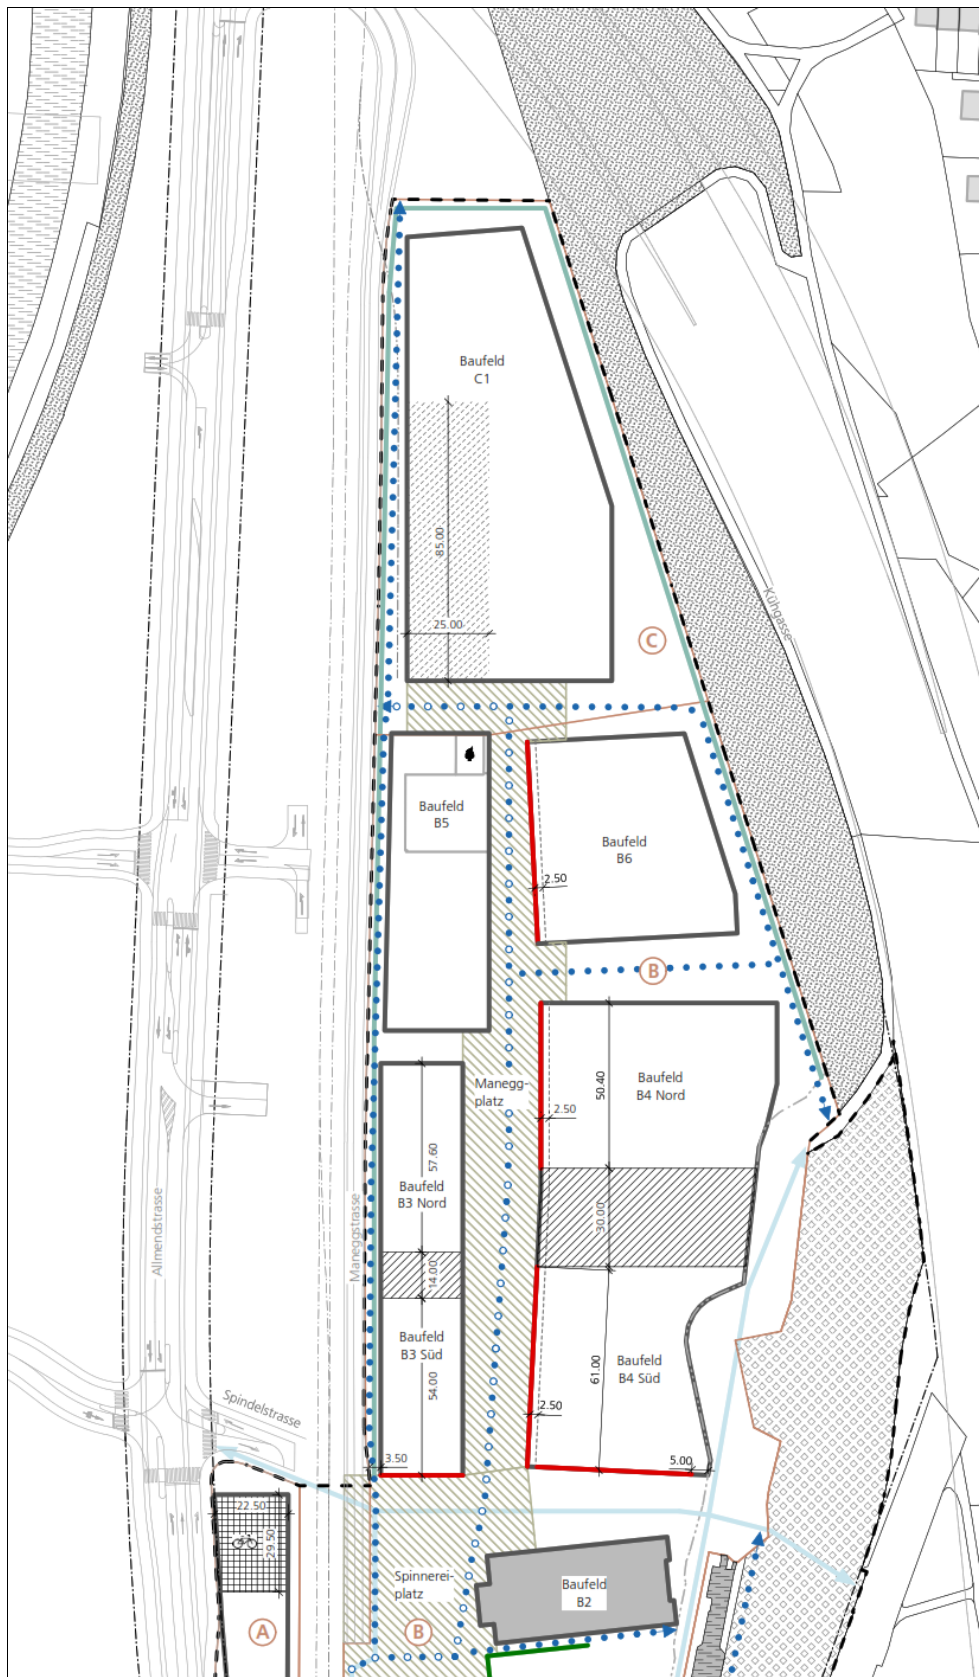 Baufeld
C1
85.00
25.00
Kühgasse
C
Baufeld
B5
Baufeld
B6
2.50
B
Manegg-
platz
50.40
Baufeld
B4 Nord
2.50
57.60
Baufeld
B3 Nord
30.00
Allmendstrasse
Maneggstrasse
14.00
Baufeld
B3 Süd
54.00
61.00
Baufeld
B4 Süd
2.50
Spindelstrasse
3.50
5.00
22.50
29.50
Spinnerei-
platz
Baufeld
B2
A
B